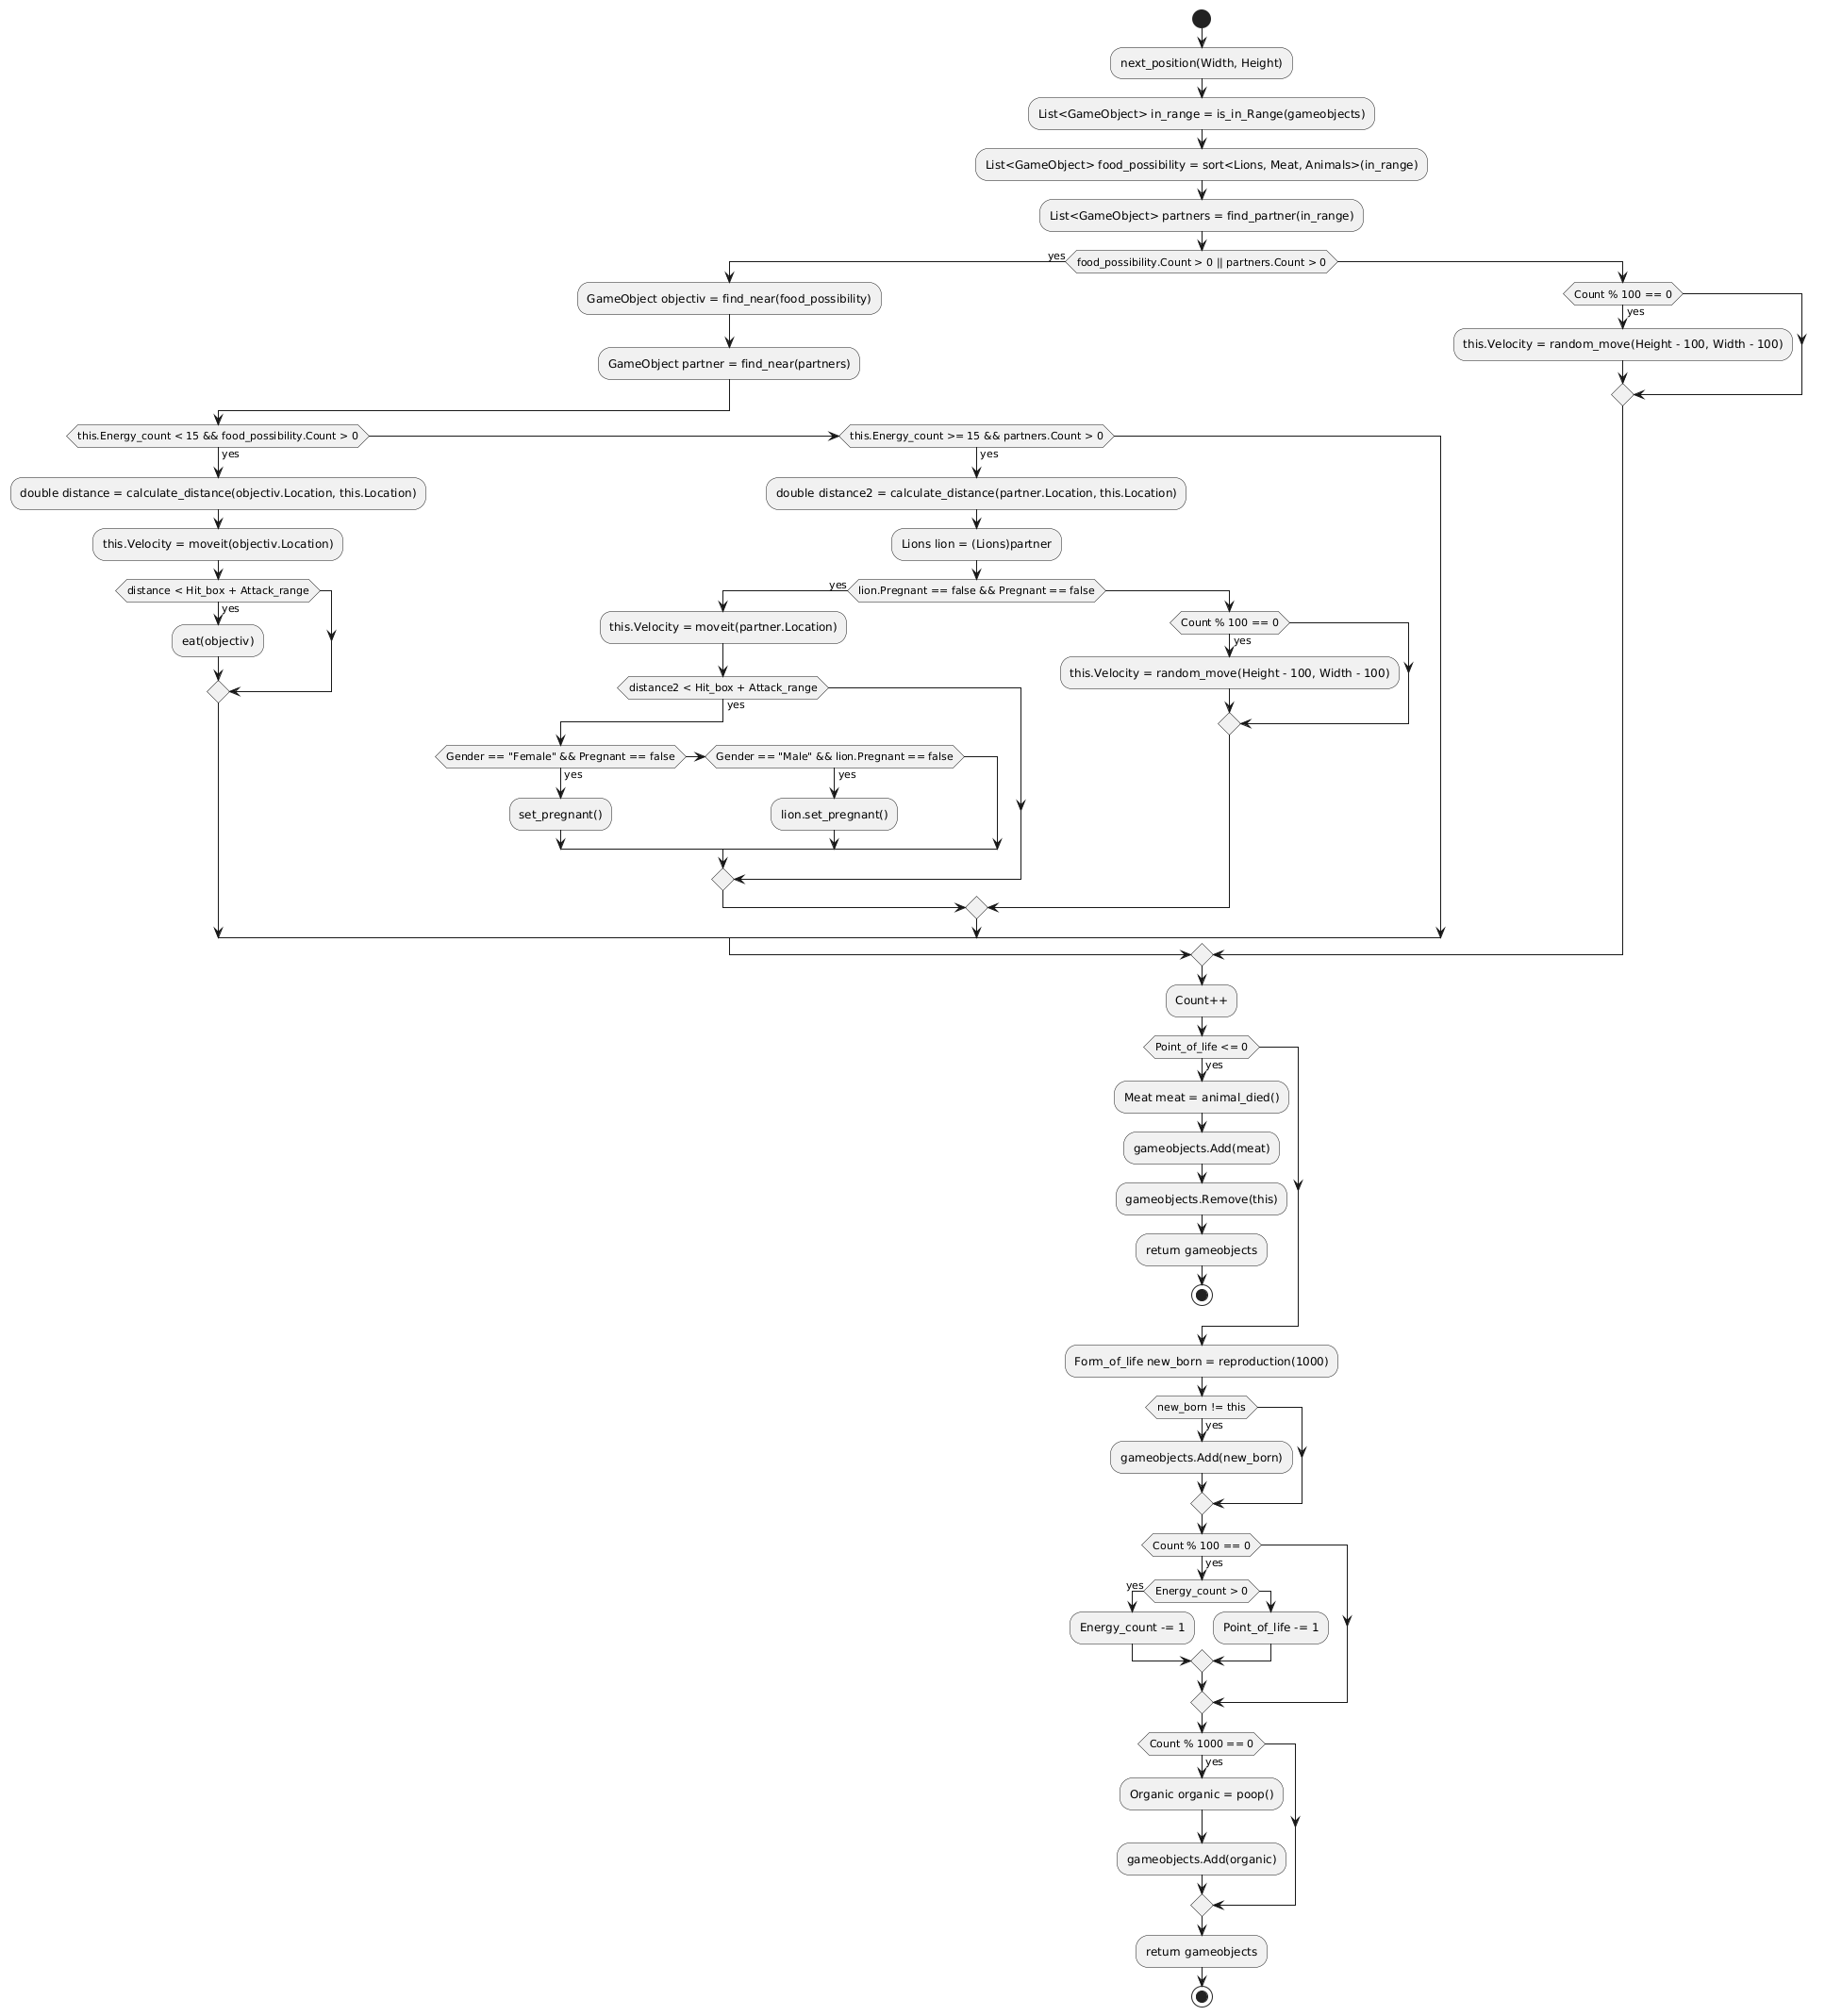 next_position(Width, Height)
List<GameObject> in_range = is_in_Range(gameobjects)
List<GameObject> food_possibility = sort<Lions, Meat, Animals>(in_range)
List<GameObject> partners = find_partner(in_range)
yes
food_possibility.Count > 0 || partners.Count > 0
GameObject objectiv = find_near(food_possibility)
GameObject partner = find_near(partners)
this.Energy_count < 15 && food_possibility.Count > 0
yes
double distance = calculate_distance(objectiv.Location, this.Location)
this.Velocity = moveit(objectiv.Location)
distance < Hit_box + Attack_range
yes
eat(objectiv)
this.Energy_count >= 15 && partners.Count > 0
yes
double distance2 = calculate_distance(partner.Location, this.Location)
Lions lion = (Lions)partner
yes
lion.Pregnant == false && Pregnant == false
this.Velocity = moveit(partner.Location)
distance2 < Hit_box + Attack_range
yes
Gender == "Female" && Pregnant == false
yes
set_pregnant()
Gender == "Male" && lion.Pregnant == false
yes
lion.set_pregnant()
Count % 100 == 0
yes
this.Velocity = random_move(Height - 100, Width - 100)
Count % 100 == 0
yes
this.Velocity = random_move(Height - 100, Width - 100)
Count++
Point_of_life <= 0
yes
Meat meat = animal_died()
gameobjects.Add(meat)
gameobjects.Remove(this)
return gameobjects
Form_of_life new_born = reproduction(1000)
new_born != this
yes
gameobjects.Add(new_born)
Count % 100 == 0
yes
yes
Energy_count > 0
Energy_count -= 1
Point_of_life -= 1
Count % 1000 == 0
yes
Organic organic = poop()
gameobjects.Add(organic)
return gameobjects